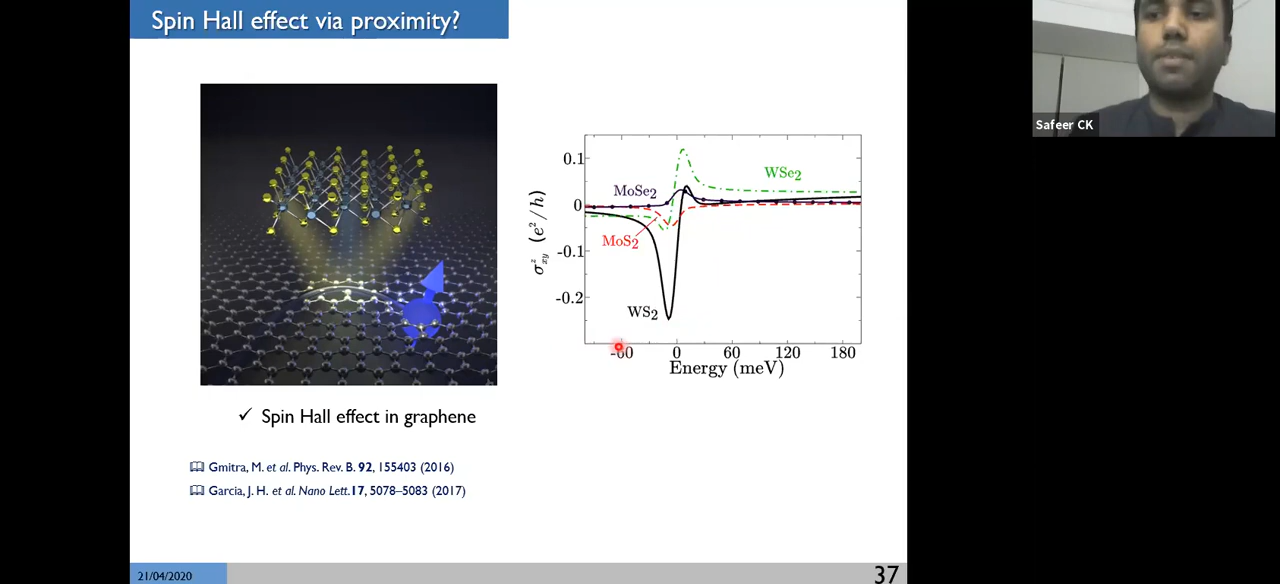 Spin Hall effect via proximity?
Safeer CK
0.1
0
-0.1
-0.2
σᶻxy (e²/h)
MoSe₂
WSe₂
MoS₂
WS₂
-60 0 60 120 180
Energy (meV)
✓ Spin Hall effect in graphene
Gmitra, M. et al. Phys. Rev. B. 92, 155403 (2016)
Garcia, J. H. et al. Nano Lett. 17, 5078–5083 (2017)
21/04/2020
37